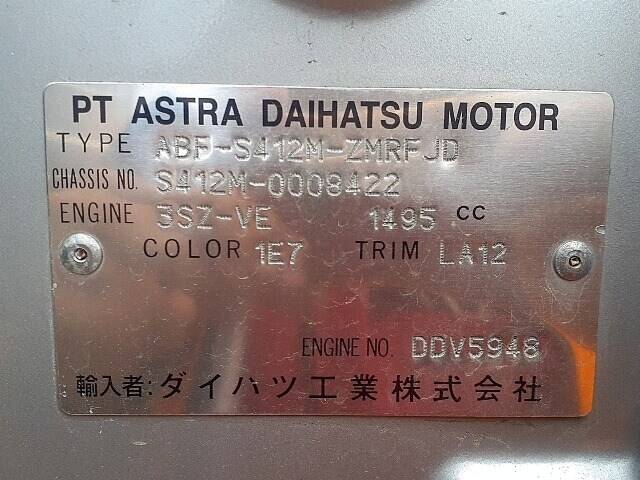 PT ASTRA DAIHATSU MOTOR
TYPE ABF-S412M-ZMRFJD
CHASSIS NO. S412M-0008422
ENGINE 3SZ-VE 1495 CC
COLOR 1E7 TRIM LA12
ENGINE NO. DDV5948
輸入者:ダイハツ工業株式会社